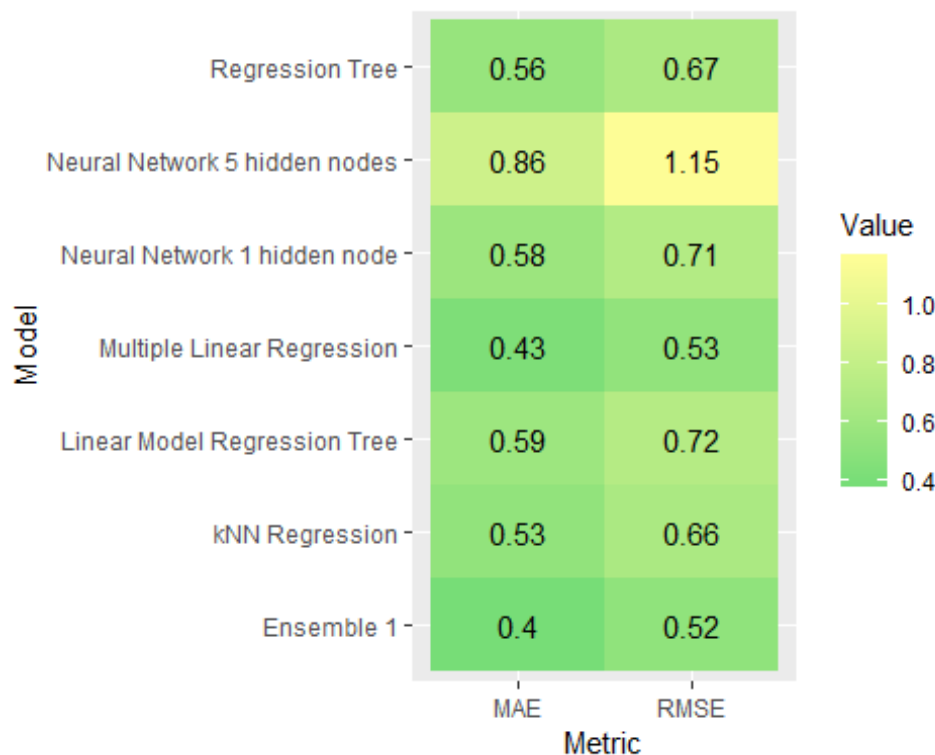 Regression Tree 0.56 0.67
Neural Network 5 hidden nodes 0.86 1.15
Neural Network 1 hidden node 0.58 0.71
Multiple Linear Regression 0.43 0.53
Linear Model Regression Tree 0.59 0.72
kNN Regression 0.53 0.66
Ensemble 1 0.4 0.52
Model
MAE RMSE
Metric
Value
1.0
0.8
0.6
0.4